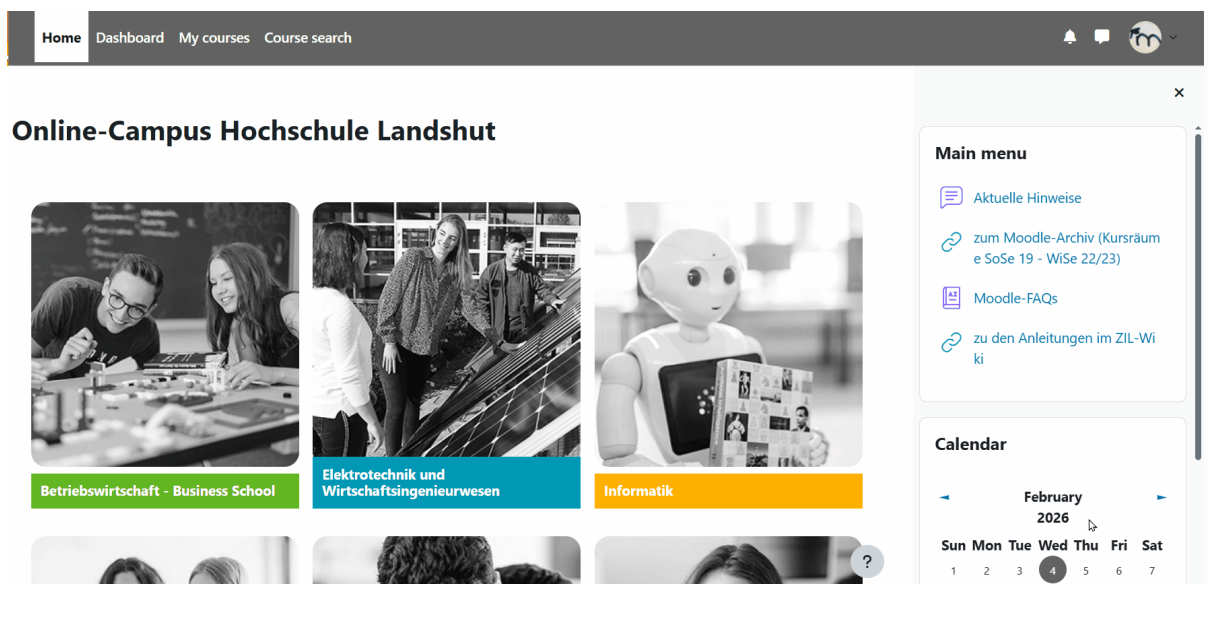 Home Dashboard My courses Course search
Online-Campus Hochschule Landshut
Betriebswirtschaft - Business School
Elektrotechnik und
Wirtschaftsingenieurwesen
Informatik
?
Main menu
Aktuelle Hinweise
zum Moodle-Archiv (Kursräum
e SoSe 19 - WiSe 22/23)
Moodle-FAQs
zu den Anleitungen im ZIL-Wi
ki
Calendar
February
2026
Sun Mon Tue Wed Thu Fri Sat
1 2 3 4 5 6 7